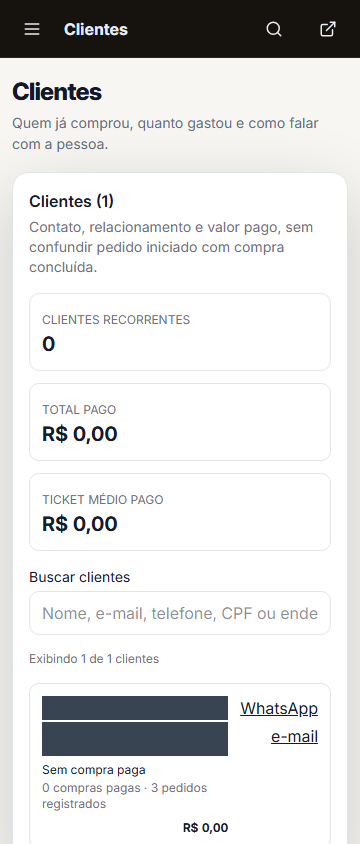 Clientes
Clientes
Quem já comprou, quanto gastou e como falar
com a pessoa.
Clientes (1)
Contato, relacionamento e valor pago, sem
confundir pedido iniciado com compra
concluída.
CLIENTES RECORRENTES
0
TOTAL PAGO
R$ 0,00
TICKET MÉDIO PAGO
R$ 0,00
Buscar clientes
Nome, e-mail, telefone, CPF ou ende
Exibindo 1 de 1 clientes
WhatsApp
e-mail
Sem compra paga
0 compras pagas · 3 pedidos
registrados
R$ 0,00